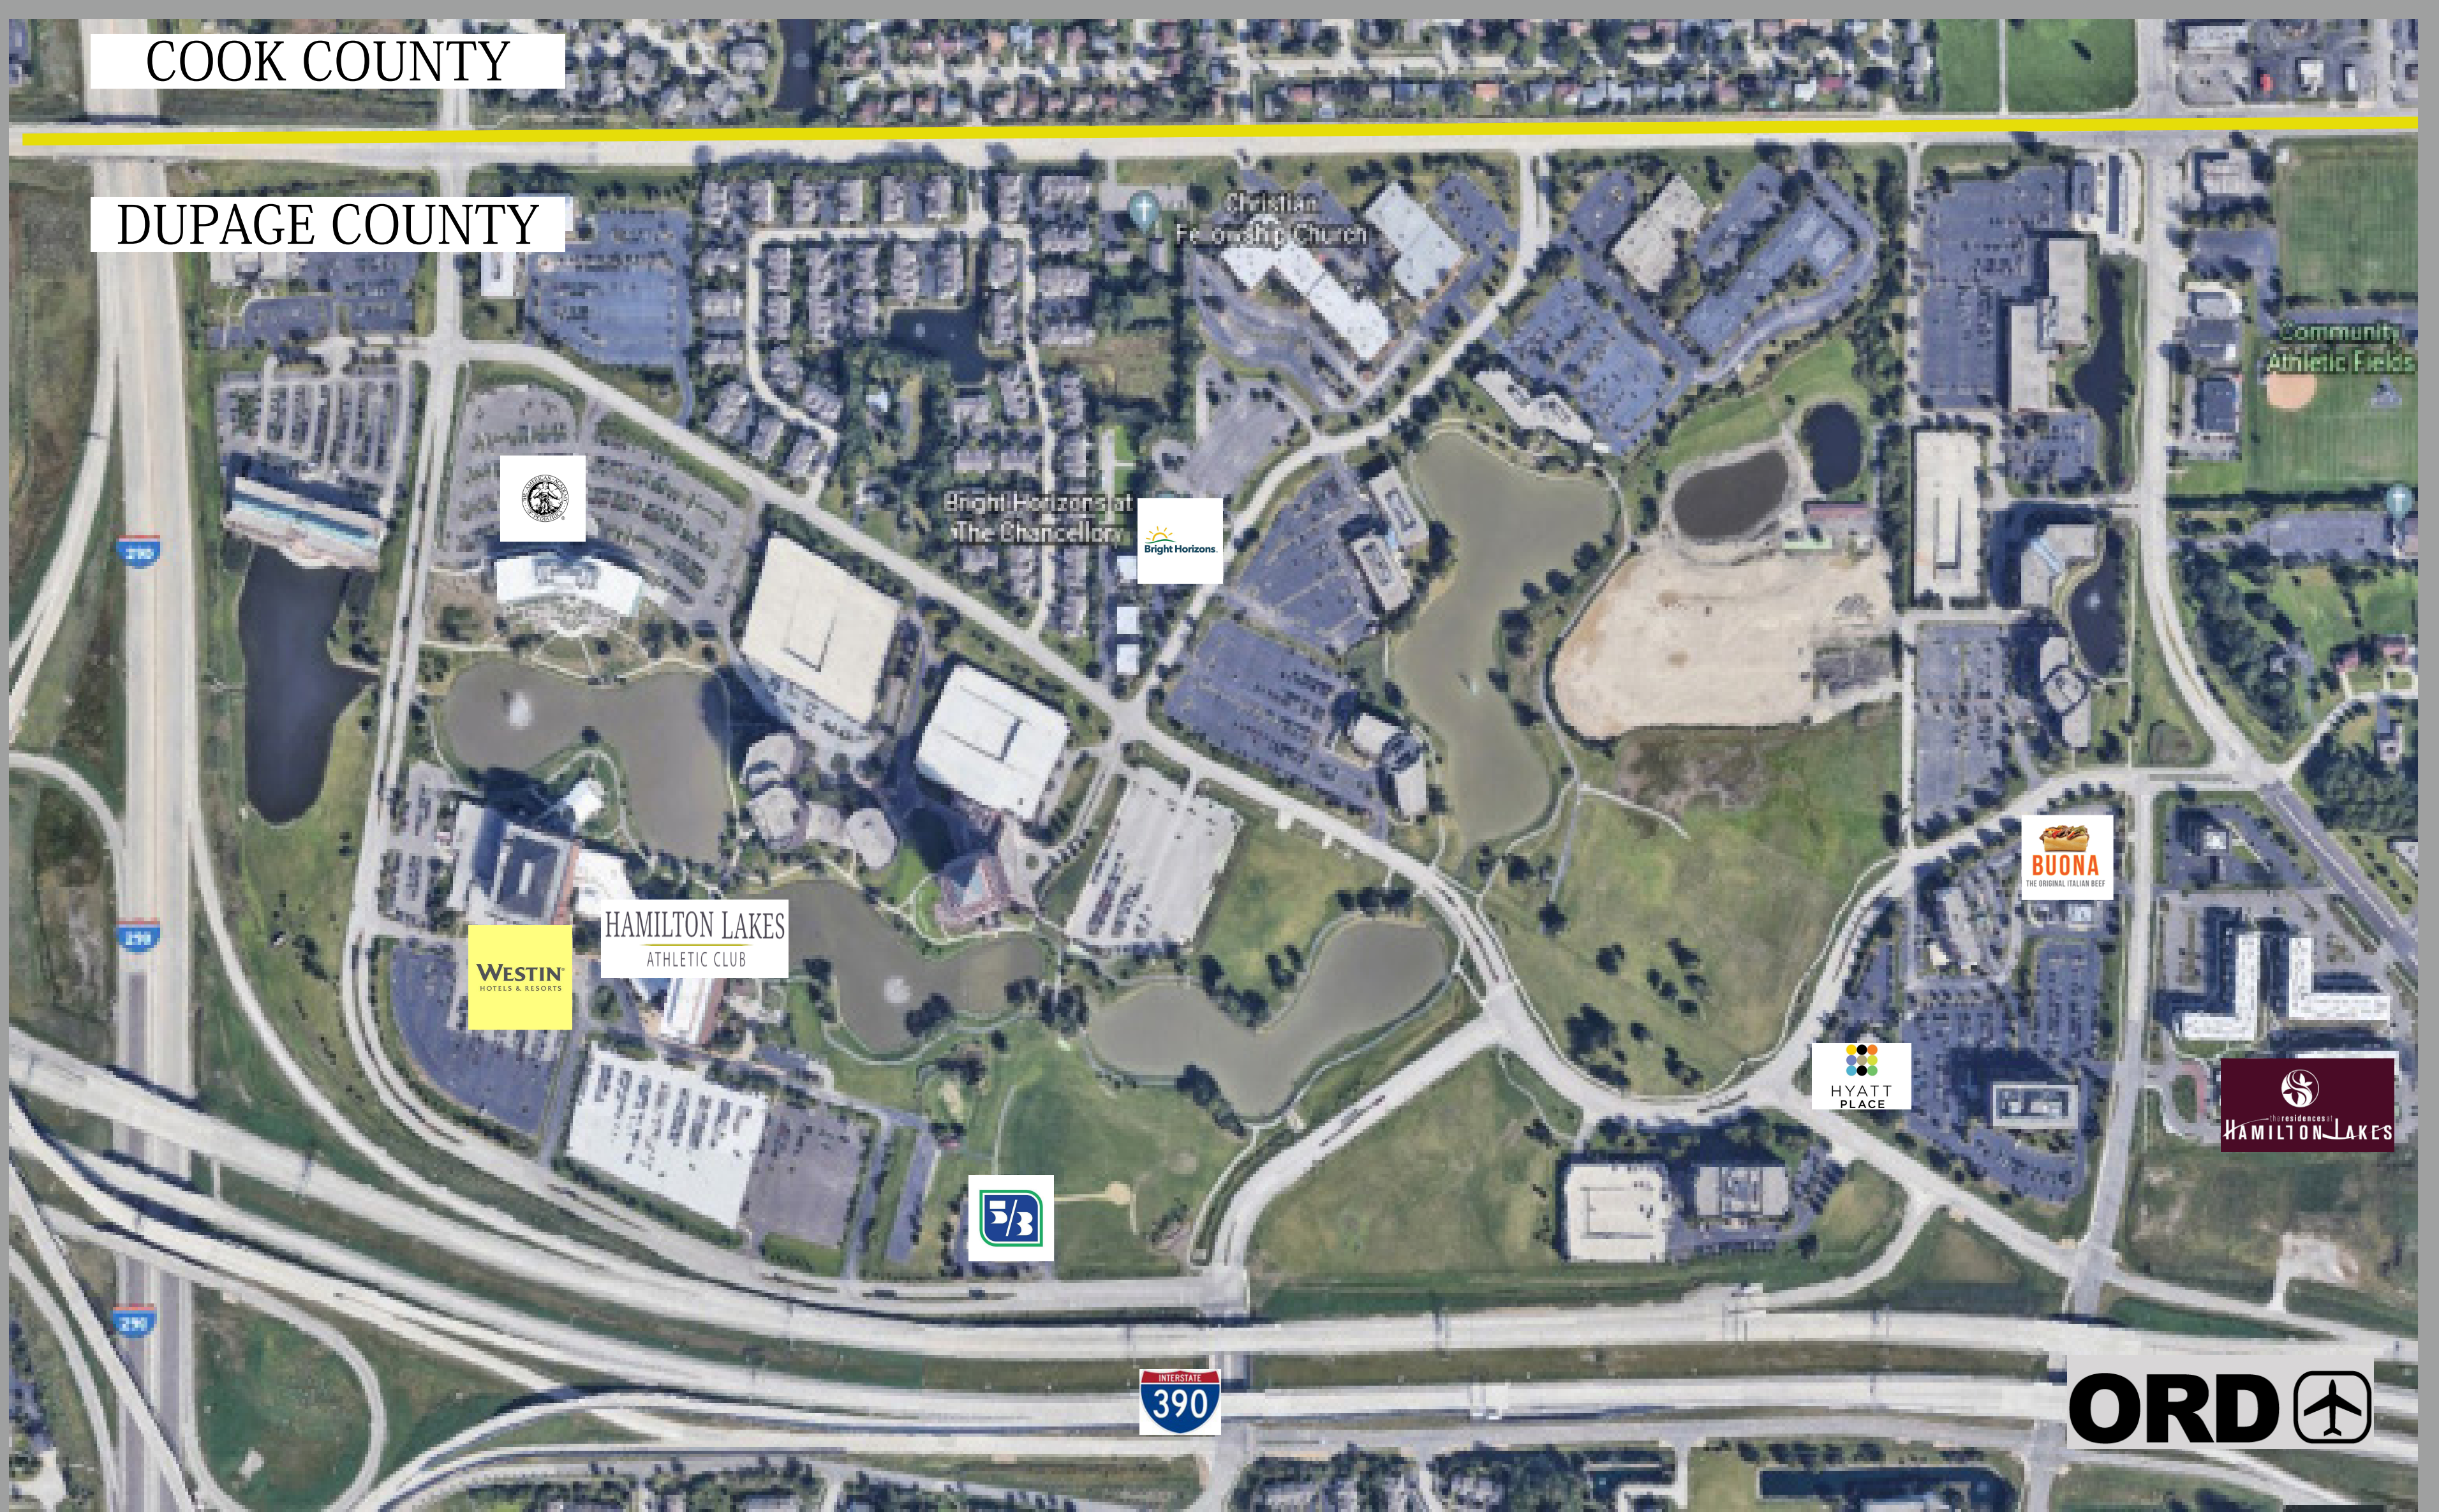 COOK COUNTY
DUPAGE COUNTY
Christian
Fellowship Church
Community
Athletic Fields
Bright Horizons at
The Chancellory
Bright Horizons
290
BUONA
THE ORIGINAL ITALIAN BEEF
HAMILTON LAKES
ATHLETIC CLUB
WESTIN
HOTELS & RESORTS
290
HYATT
PLACE
the residences at
HAMILTON LAKES
5/3
290
INTERSTATE
390
ORD